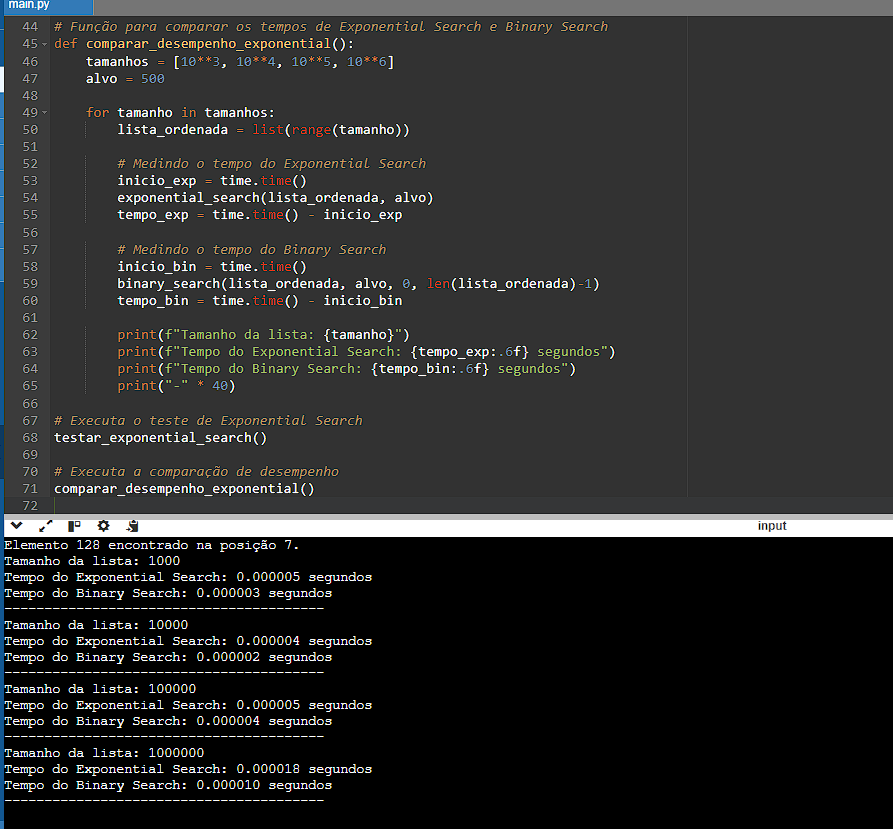 main.py
44 # Função para comparar os tempos de Exponential Search e Binary Search
45 def comparar_desempenho_exponential():
46     tamanhos = [10**3, 10**4, 10**5, 10**6]
47     alvo = 500
48
49     for tamanho in tamanhos:
50         lista_ordenada = list(range(tamanho))
51
52         # Medindo o tempo do Exponential Search
53         inicio_exp = time.time()
54         exponential_search(lista_ordenada, alvo)
55         tempo_exp = time.time() - inicio_exp
56
57         # Medindo o tempo do Binary Search
58         inicio_bin = time.time()
59         binary_search(lista_ordenada, alvo, 0, len(lista_ordenada)-1)
60         tempo_bin = time.time() - inicio_bin
61
62         print(f"Tamanho da lista: {tamanho}")
63         print(f"Tempo do Exponential Search: {tempo_exp:.6f} segundos")
64         print(f"Tempo do Binary Search: {tempo_bin:.6f} segundos")
65         print("-" * 40)
66
67 # Executa o teste de Exponential Search
68 testar_exponential_search()
69
70 # Executa a comparação de desempenho
71 comparar_desempenho_exponential()
72
input
Elemento 128 encontrado na posição 7.
Tamanho da lista: 1000
Tempo do Exponential Search: 0.000005 segundos
Tempo do Binary Search: 0.000003 segundos
----------------------------------------
Tamanho da lista: 10000
Tempo do Exponential Search: 0.000004 segundos
Tempo do Binary Search: 0.000002 segundos
----------------------------------------
Tamanho da lista: 100000
Tempo do Exponential Search: 0.000005 segundos
Tempo do Binary Search: 0.000004 segundos
----------------------------------------
Tamanho da lista: 1000000
Tempo do Exponential Search: 0.000018 segundos
Tempo do Binary Search: 0.000010 segundos
----------------------------------------